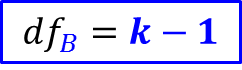 df_B = k − 1